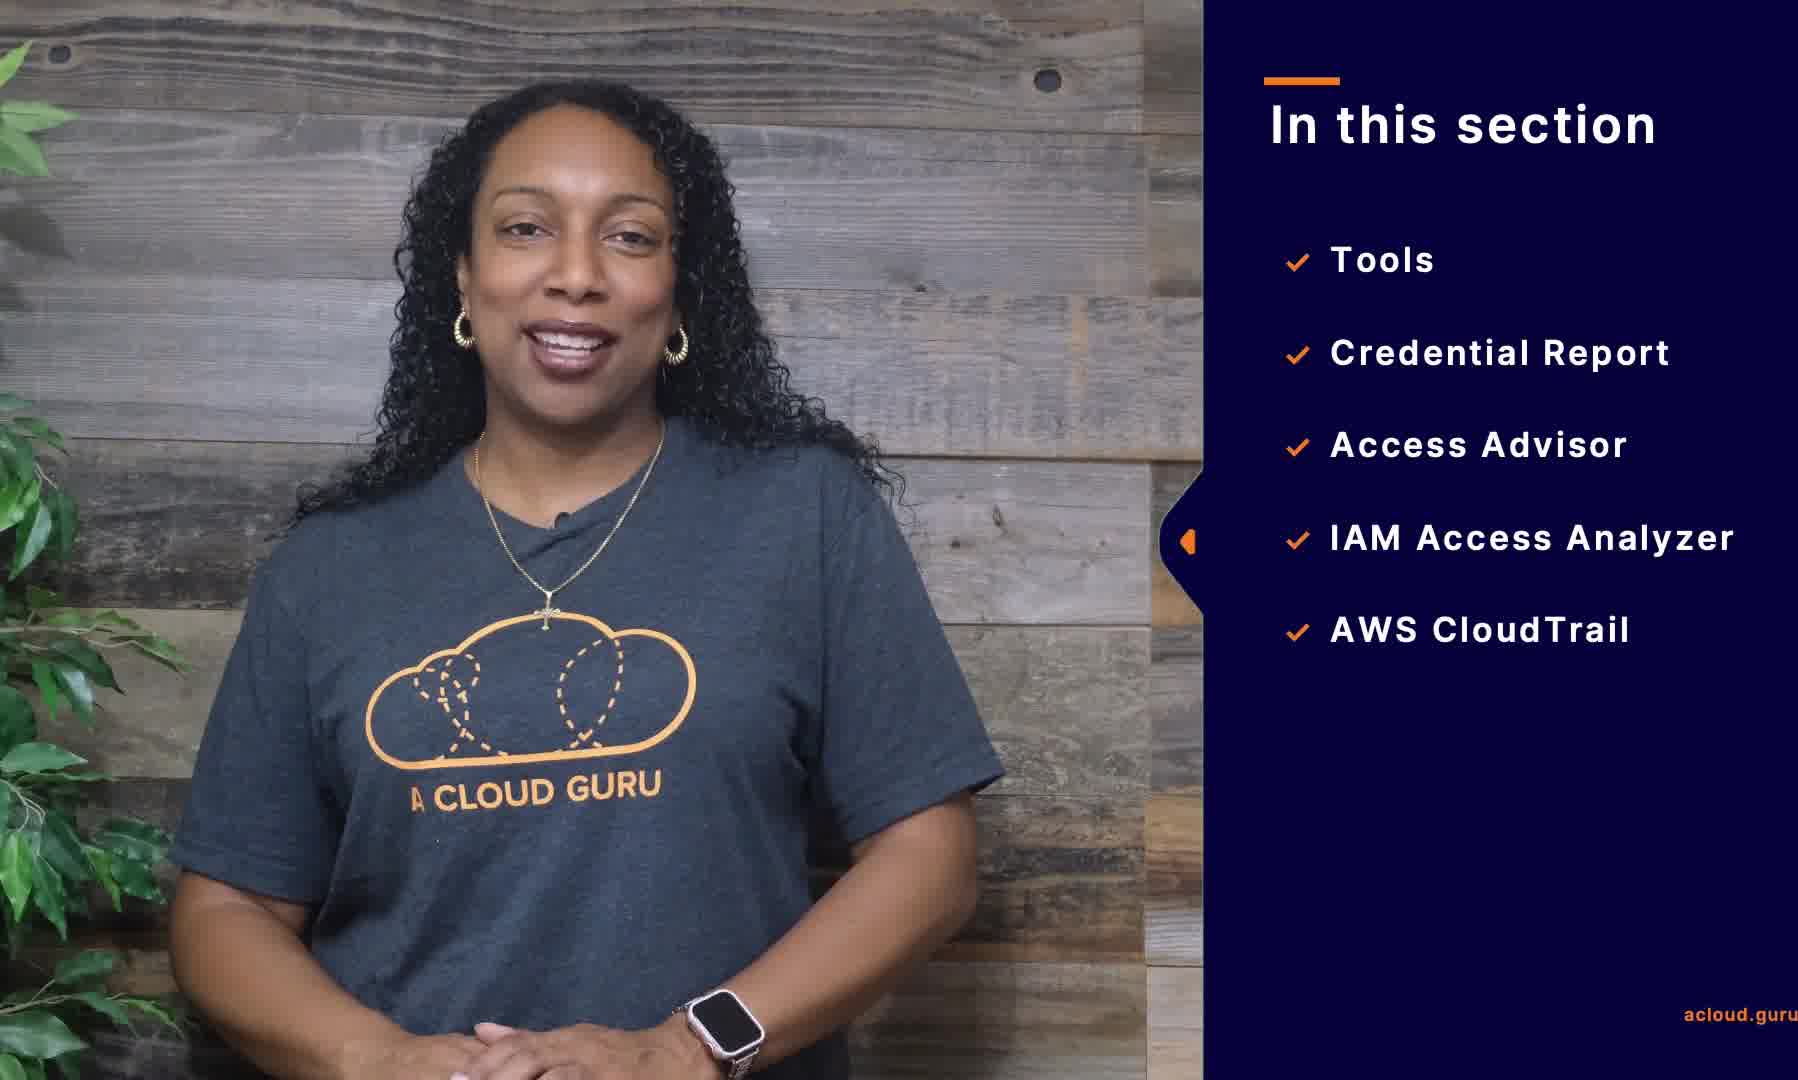 In this section
Tools
Credential Report
Access Advisor
IAM Access Analyzer
AWS CloudTrail
A CLOUD GURU
acloud.guru